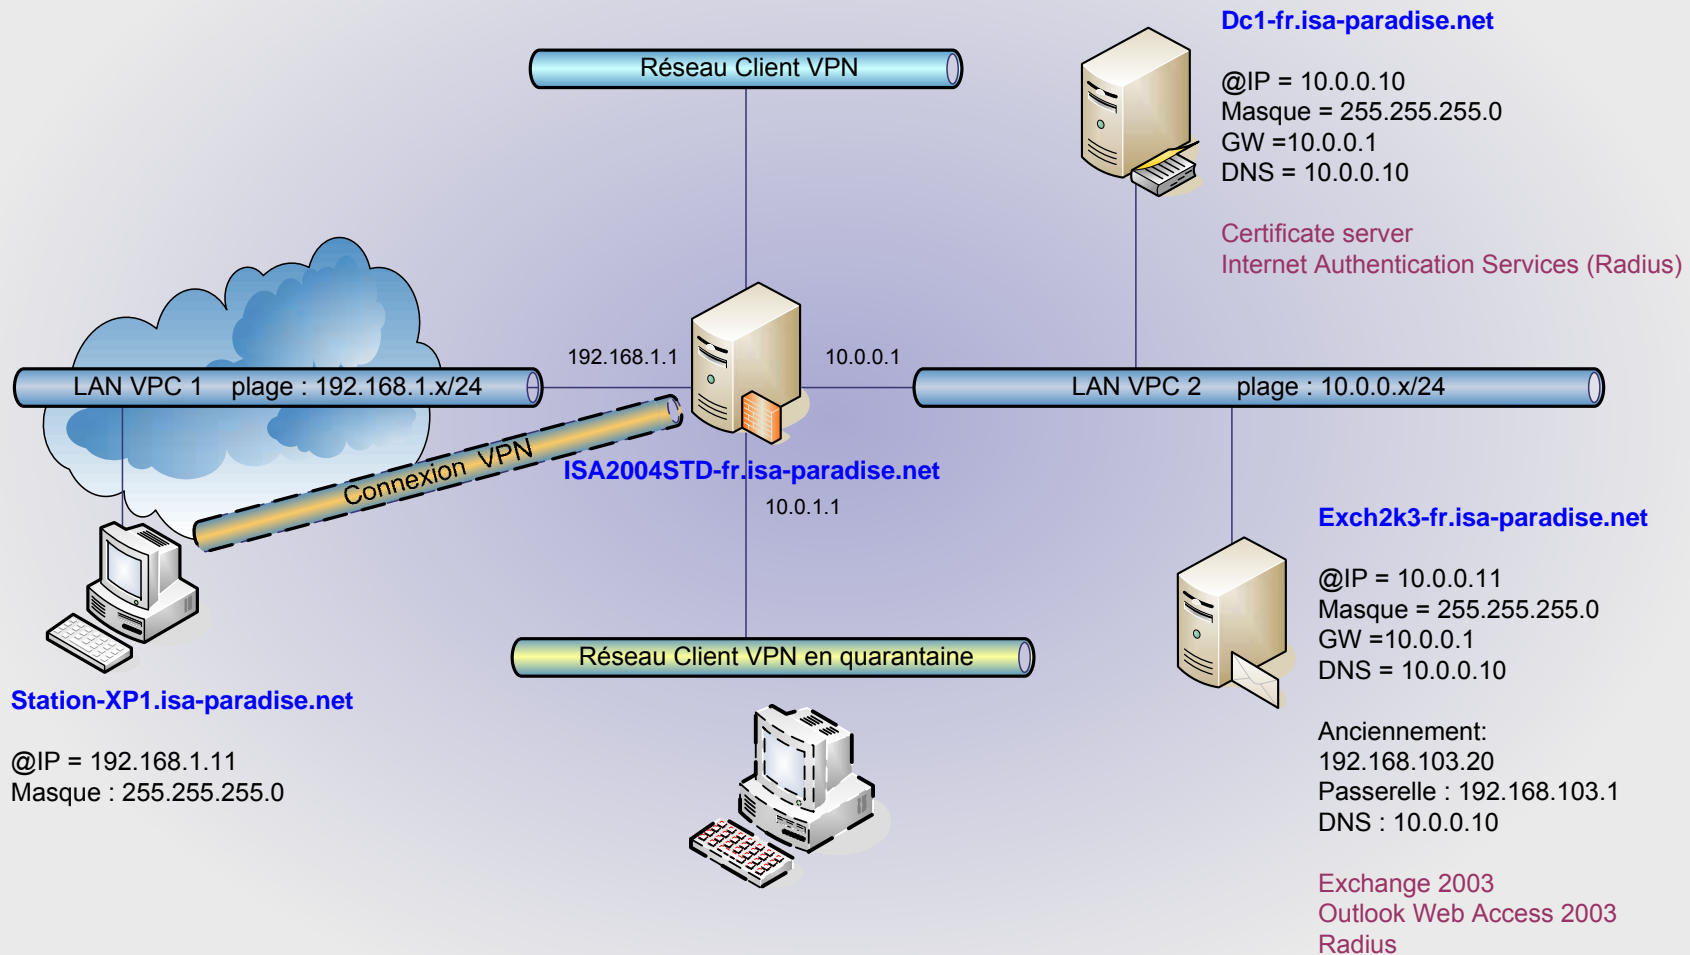 Dc1-fr.isa-paradise.net
@IP = 10.0.0.10
Masque = 255.255.255.0
GW =10.0.0.1
DNS = 10.0.0.10
Certificate server
Internet Authentication Services (Radius)
Réseau Client VPN
192.168.1.1
10.0.0.1
LAN VPC 1 plage : 192.168.1.x/24
LAN VPC 2 plage : 10.0.0.x/24
Connexion VPN
ISA2004STD-fr.isa-paradise.net
10.0.1.1
Réseau Client VPN en quarantaine
Station-XP1.isa-paradise.net
@IP = 192.168.1.11
Masque : 255.255.255.0
Exch2k3-fr.isa-paradise.net
@IP = 10.0.0.11
Masque = 255.255.255.0
GW =10.0.0.1
DNS = 10.0.0.10
Anciennement:
192.168.103.20
Passerelle : 192.168.103.1
DNS : 10.0.0.10
Exchange 2003
Outlook Web Access 2003
Radius